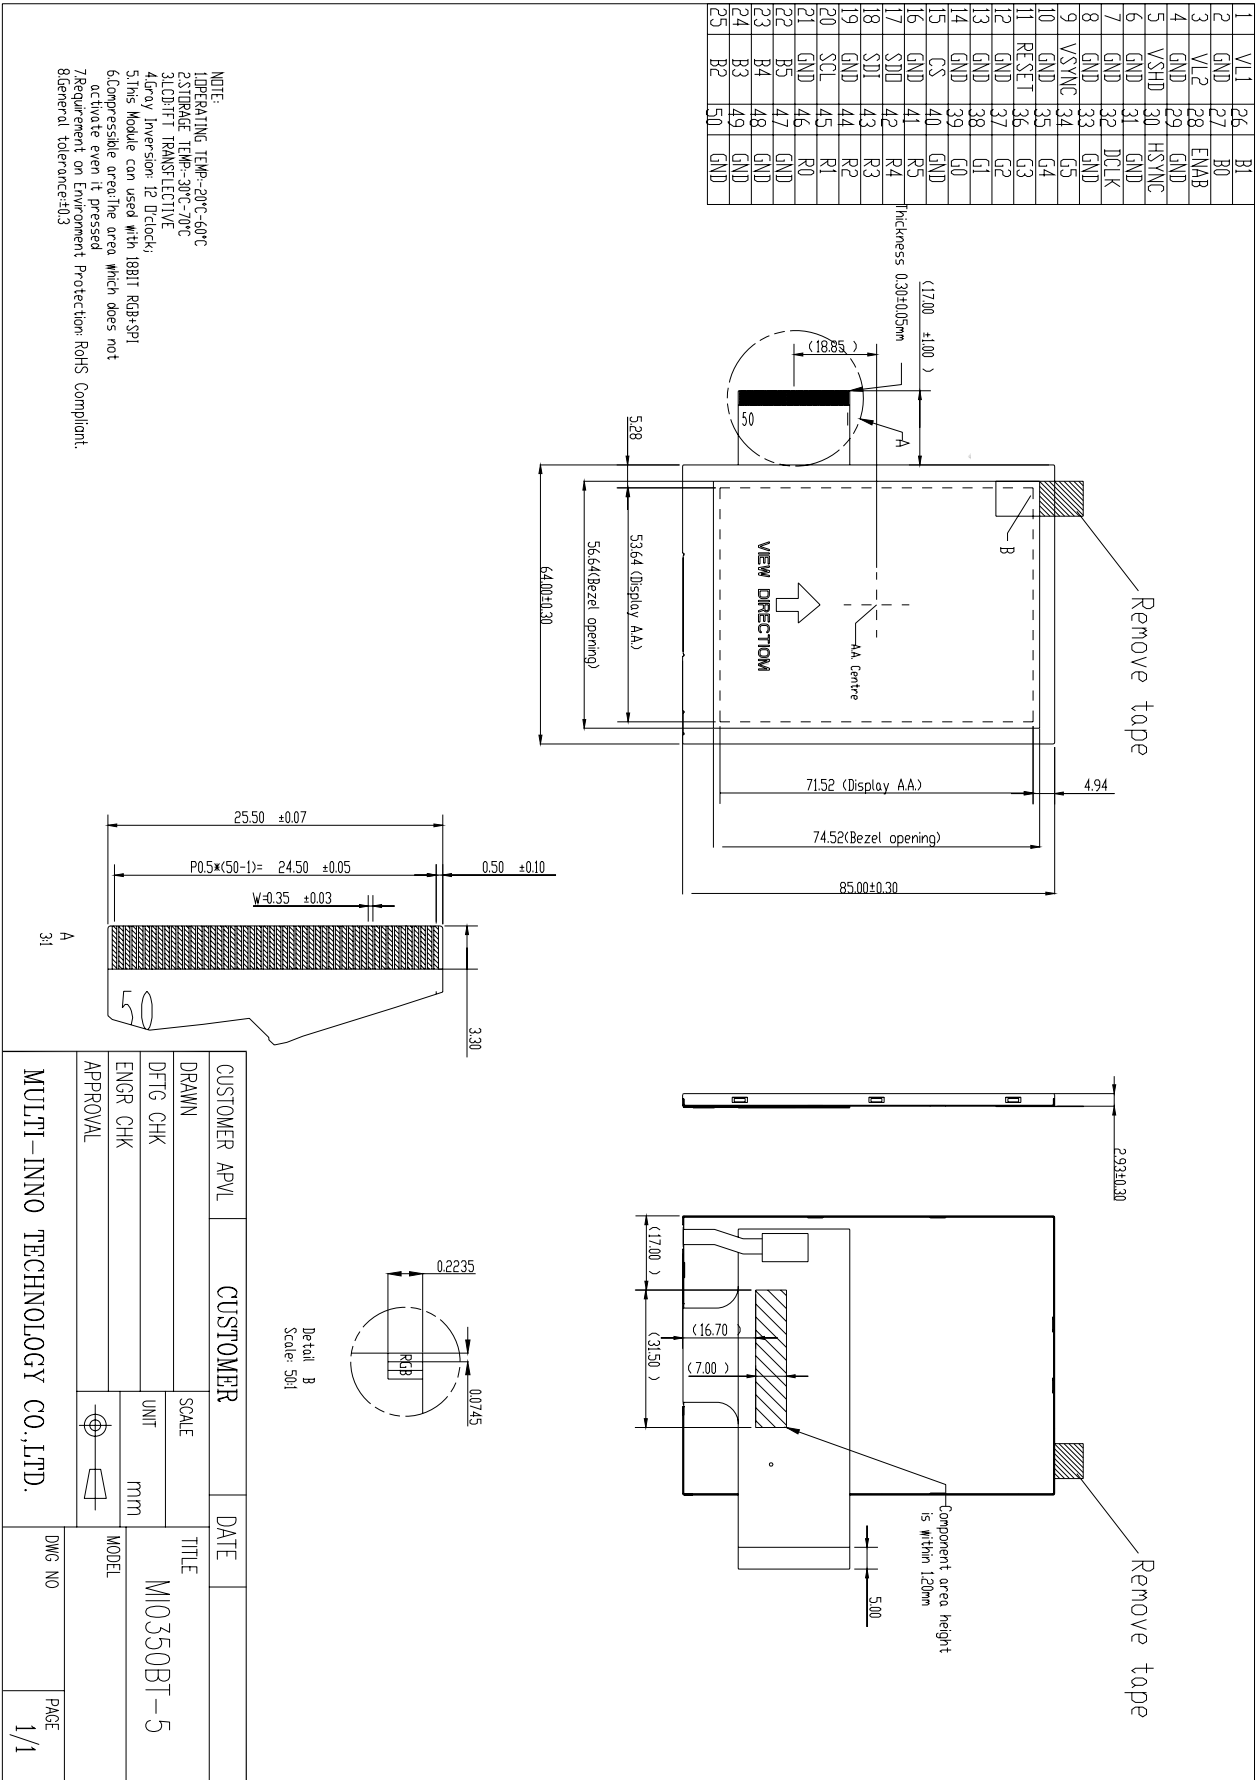 1 VL1 26 B1
2 GND 27 B0
3 VL2 28 ENAB
4 GND 29 GND
5 VSHD 30 HSYNC
6 GND 31 GND
7 GND 32 DCLK
8 GND 33 GND
9 VSYNC 34 G5
10 GND 35 G4
11 RESET 36 G3
12 GND 37 G2
13 GND 38 G1
14 GND 39 G0
15 CS 40 GND
16 GND 41 R5
17 SDO 42 R4
18 SDI 43 R3
19 GND 44 R2
20 SCL 45 R1
21 GND 46 R0
22 B5 47 GND
23 B4 48 GND
24 B3 49 GND
25 B2 50 GND
Thickness 0.30±0.05mm
(17.00 ±1.00 )
(18.85 )
50
1
A
5.28
B
Remove tape
VIEW DIRECTIOM
A.A. Centre
53.64 (Display A.A.)
56.64(Bezel opening)
64.00±0.30
71.52 (Display A.A.)
4.94
74.52(Bezel opening)
85.00±0.30
2.93±0.30
(17.00 )
(31.50 )
(16.70 )
(7.00 )
Component area height
is within 1.20mm
5.00
Remove tape
NOTE:
1.OPERATING TEMP:-20°C-60°C
2.STORAGE TEMP:-30°C-70°C
3.LCD:TFT TRANSFLECTIVE
4.Gray Inversion: 12 O'clock;
5.This Module can used with 18BIT RGB+SPI
6.Compressible area:The area which does not
activate even it pressed
7.Requirement on Environment Protection: RoHS Compliant.
8.General tolerance:±0.3
25.50 ±0.07
P0.5*(50-1)= 24.50 ±0.05
0.50 ±0.10
W=0.35 ±0.03
3.30
50
A
3:1
0.2235
0.0745
RGB
Detail B
Scale: 50:1
CUSTOMER APVL
CUSTOMER
DATE
DRAWN
DFTG CHK
ENGR CHK
APPROVAL
SCALE
UNIT
mm
TITLE
MI0350BT-5
MODEL
MULTI-INNO TECHNOLOGY CO.,LTD.
DWG NO
PAGE
1/1